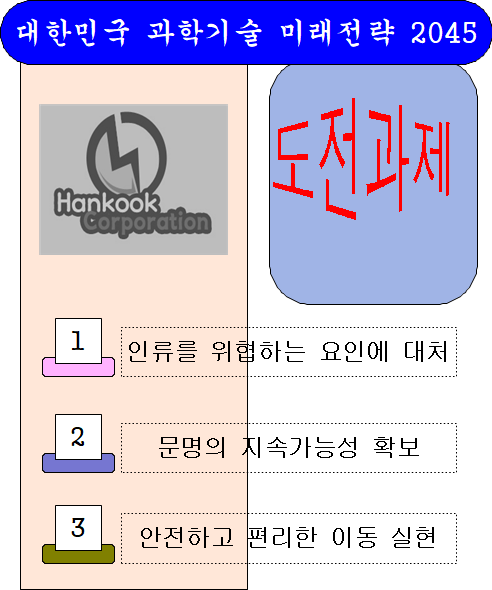 대한민국 과학기술 미래전략 2045
Hankook
Corporation
도전과제
1
인류를 위협하는 요인에 대처
2
문명의 지속가능성 확보
3
안전하고 편리한 이동 실현